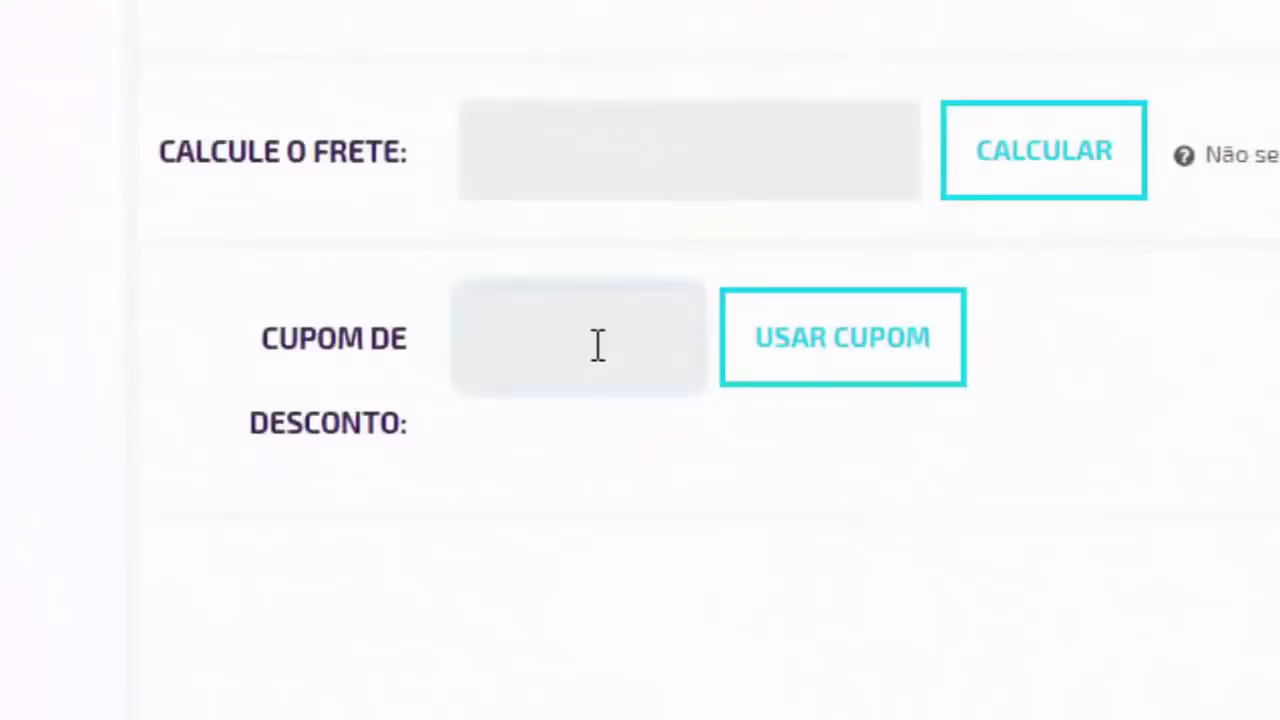 CALCULE O FRETE:
CALCULAR
Não se
CUPOM DE
USAR CUPOM
DESCONTO: